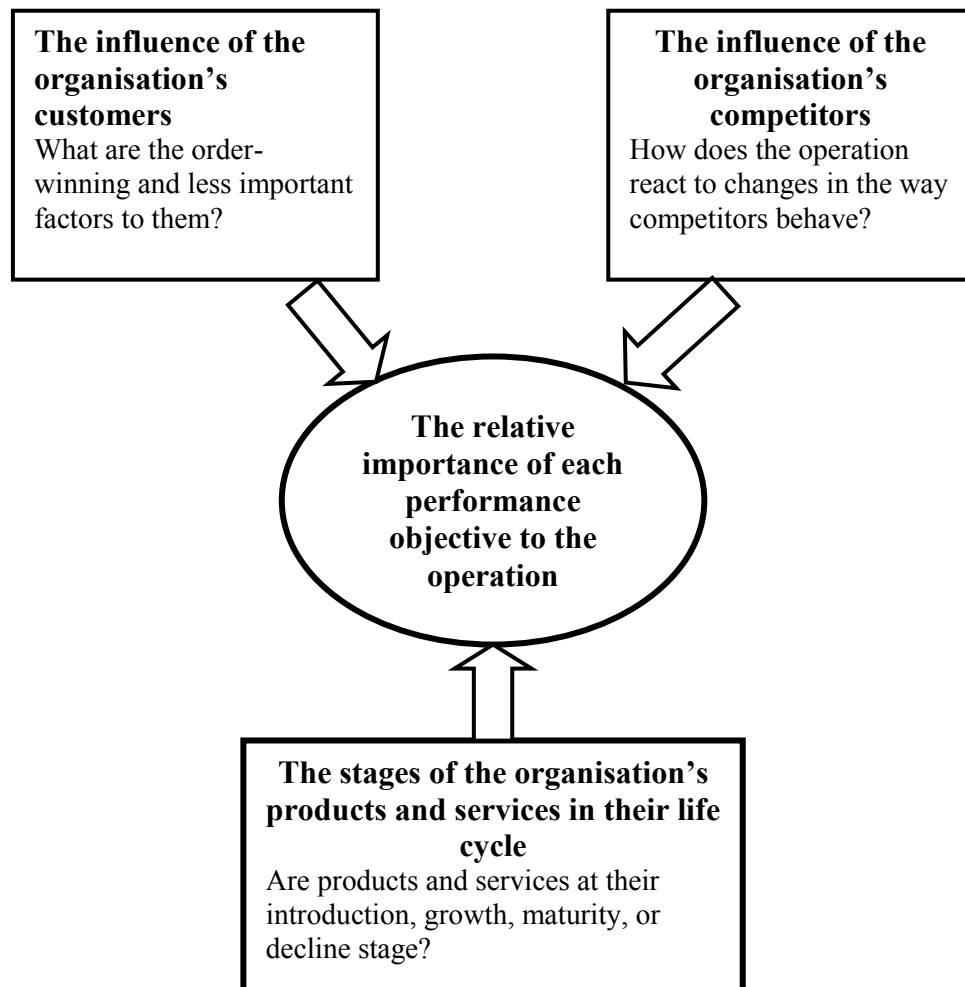 The influence of the
organisation’s
customers
What are the order-
winning and less important
factors to them?
The influence of the
organisation’s
competitors
How does the operation
react to changes in the way
competitors behave?
The relative
importance of each
performance
objective to the
operation
The stages of the organisation’s
products and services in their life
cycle
Are products and services at their
introduction, growth, maturity, or
decline stage?